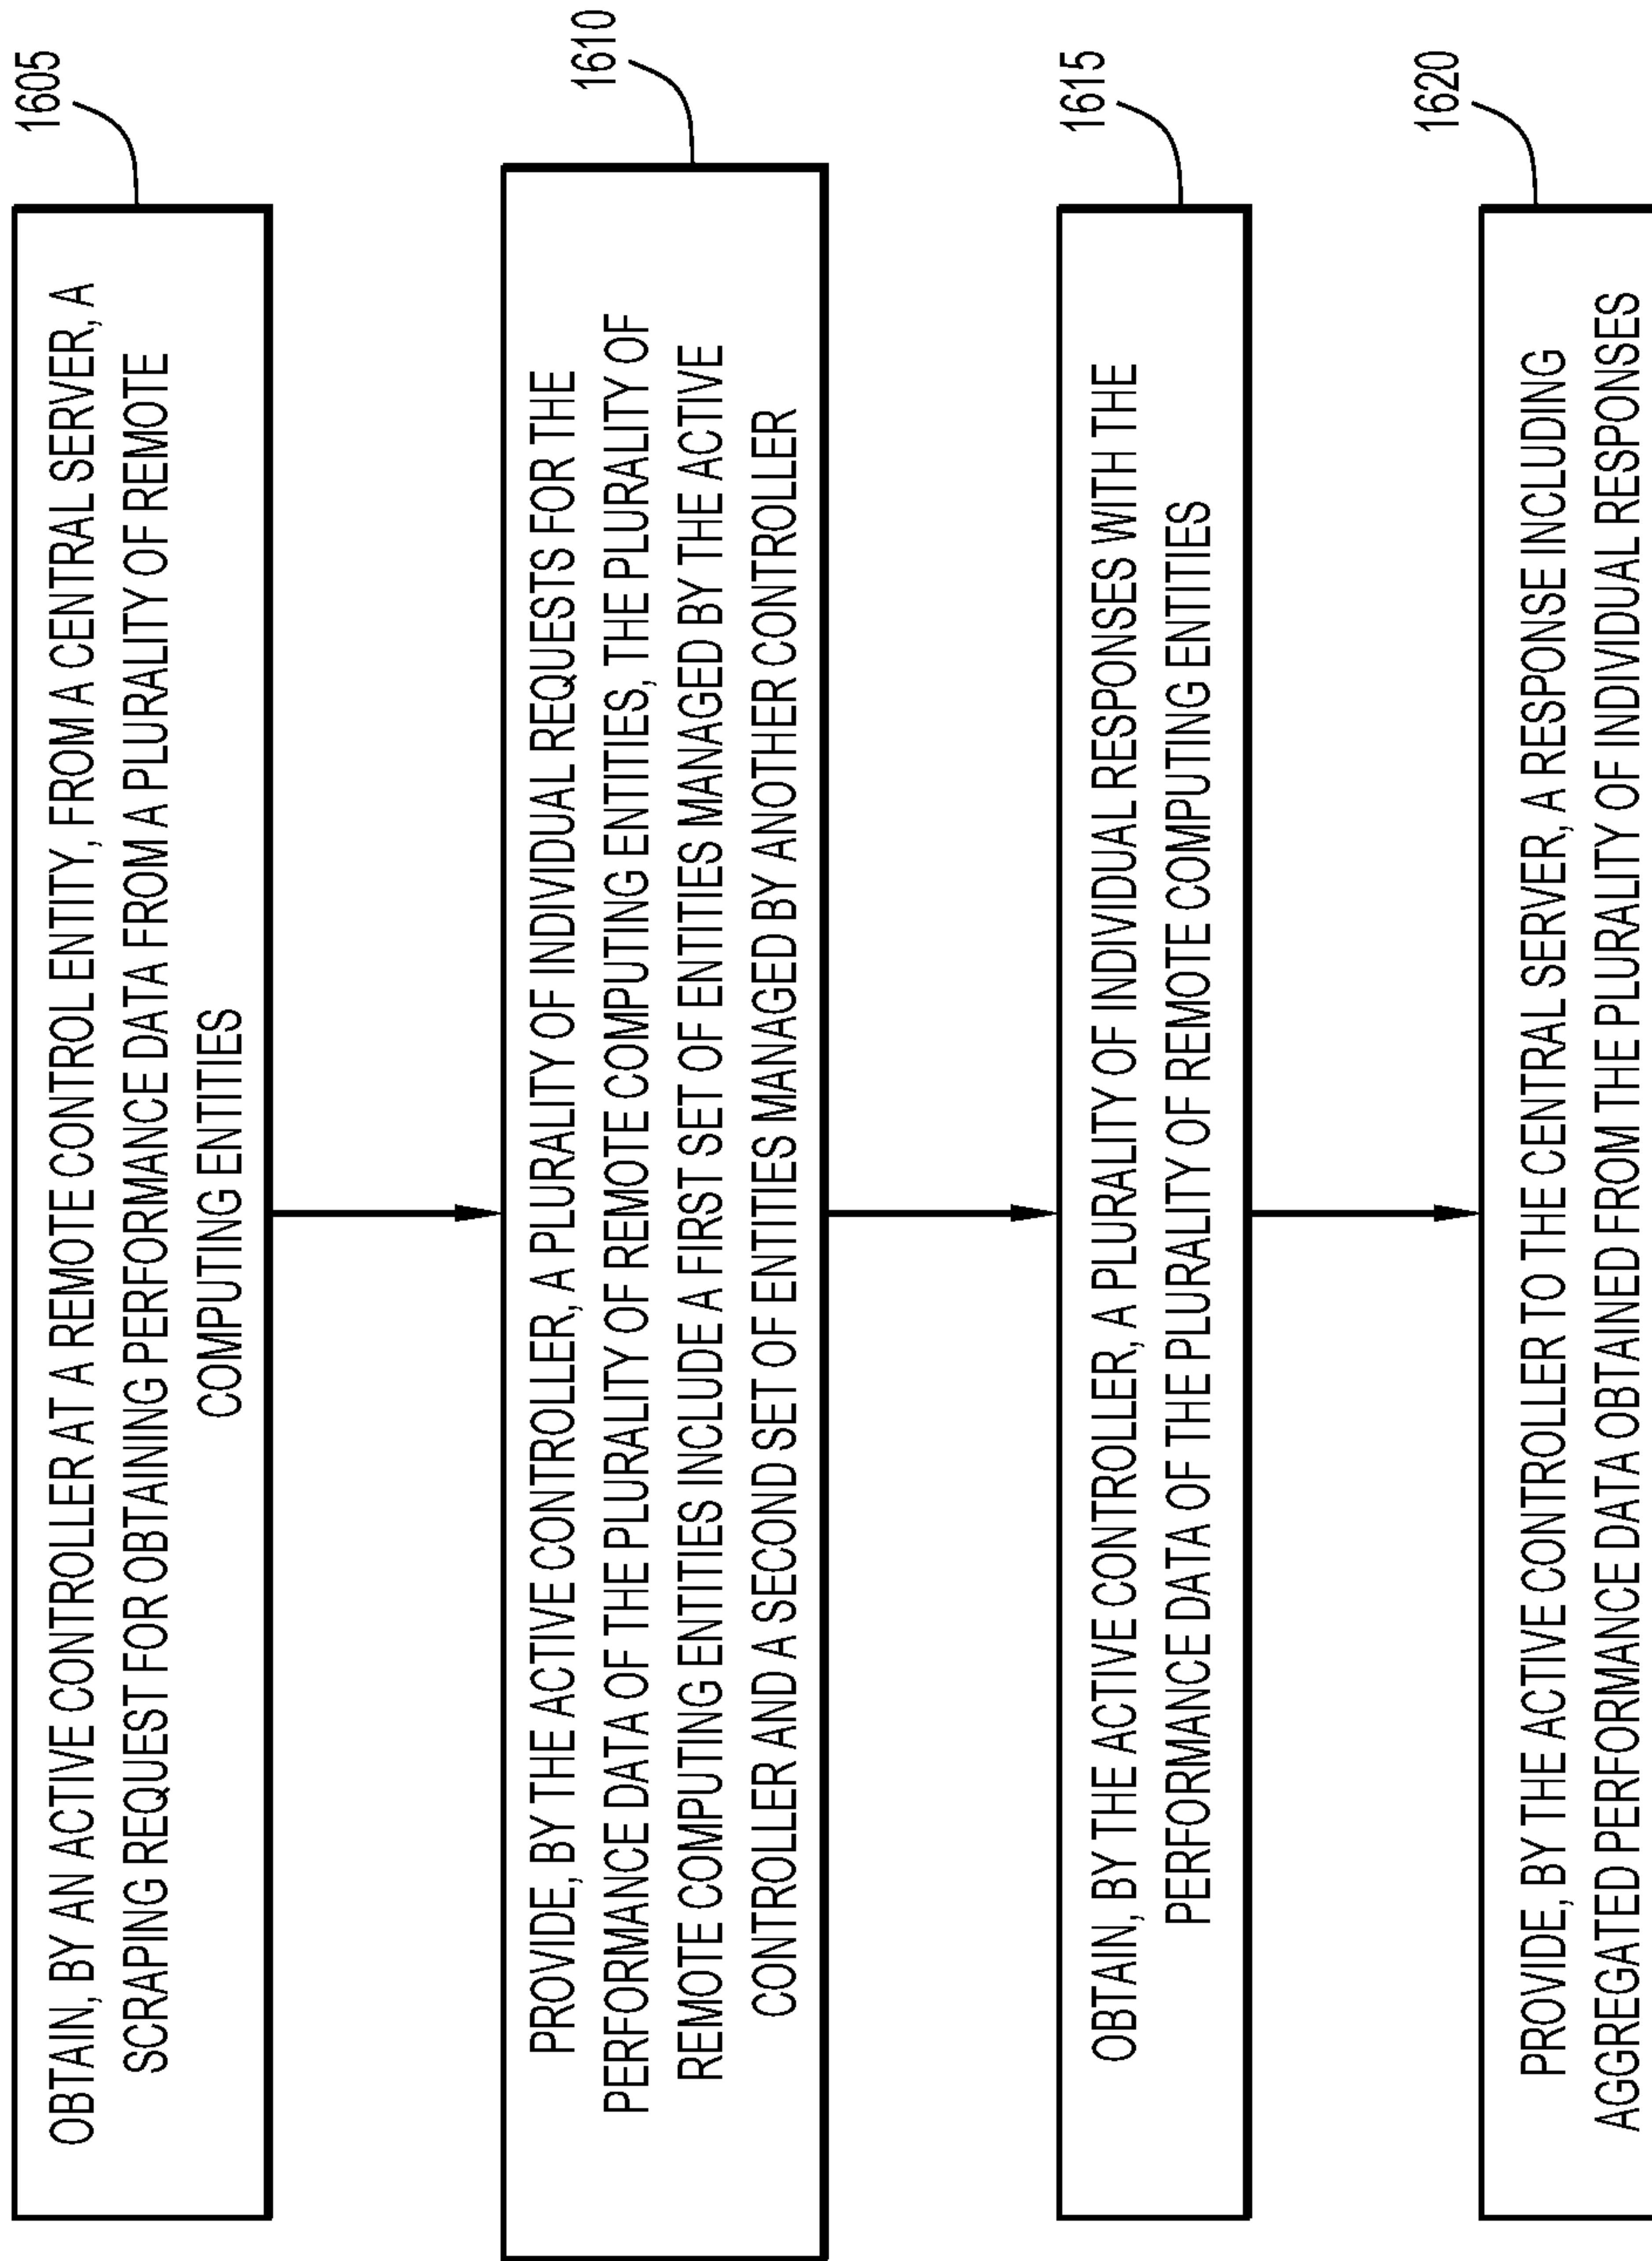 1605
OBTAIN, BY AN ACTIVE CONTROLLER AT A REMOTE CONTROL ENTITY, FROM A CENTRAL SERVER, A
SCRAPING REQUEST FOR OBTAINING PERFORMANCE DATA FROM A PLURALITY OF REMOTE
COMPUTING ENTITIES
1610
PROVIDE, BY THE ACTIVE CONTROLLER, A PLURALITY OF INDIVIDUAL REQUESTS FOR THE
PERFORMANCE DATA OF THE PLURALITY OF REMOTE COMPUTING ENTITIES, THE PLURALITY OF
REMOTE COMPUTING ENTITIES INCLUDE A FIRST SET OF ENTITIES MANAGED BY THE ACTIVE
CONTROLLER AND A SECOND SET OF ENTITIES MANAGED BY ANOTHER CONTROLLER
1615
OBTAIN, BY THE ACTIVE CONTROLLER, A PLURALITY OF INDIVIDUAL RESPONSES WITH THE
PERFORMANCE DATA OF THE PLURALITY OF REMOTE COMPUTING ENTITIES
1620
PROVIDE, BY THE ACTIVE CONTROLLER TO THE CENTRAL SERVER, A RESPONSE INCLUDING
AGGREGATED PERFORMANCE DATA OBTAINED FROM THE PLURALITY OF INDIVIDUAL RESPONSES